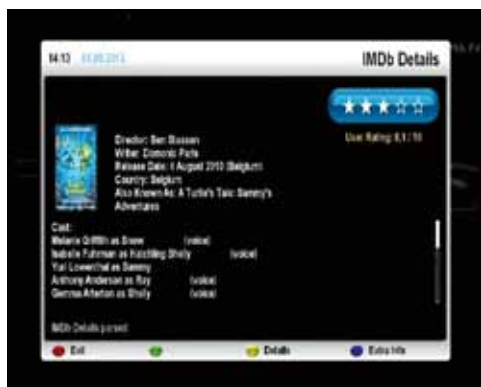 14:13
IMDb Details
User Rating: 6,1 / 10
Director: Ben Stassen
Writer: Domonic Paris
Release Date: 4 August 2010 (Belgium)
Country: Belgium
Also Known As: A Turtle's Tale: Sammy's
Adventures
Cast:
Melanie Griffith as Snow (voice)
Isabelle Fuhrman as Hatchling Shelly (voice)
Yuri Lowenthal as Sammy
Anthony Anderson as Ray (voice)
Gemma Arterton as Shelly (voice)
IMDb Details parsed
Exit
Details
Extra Info